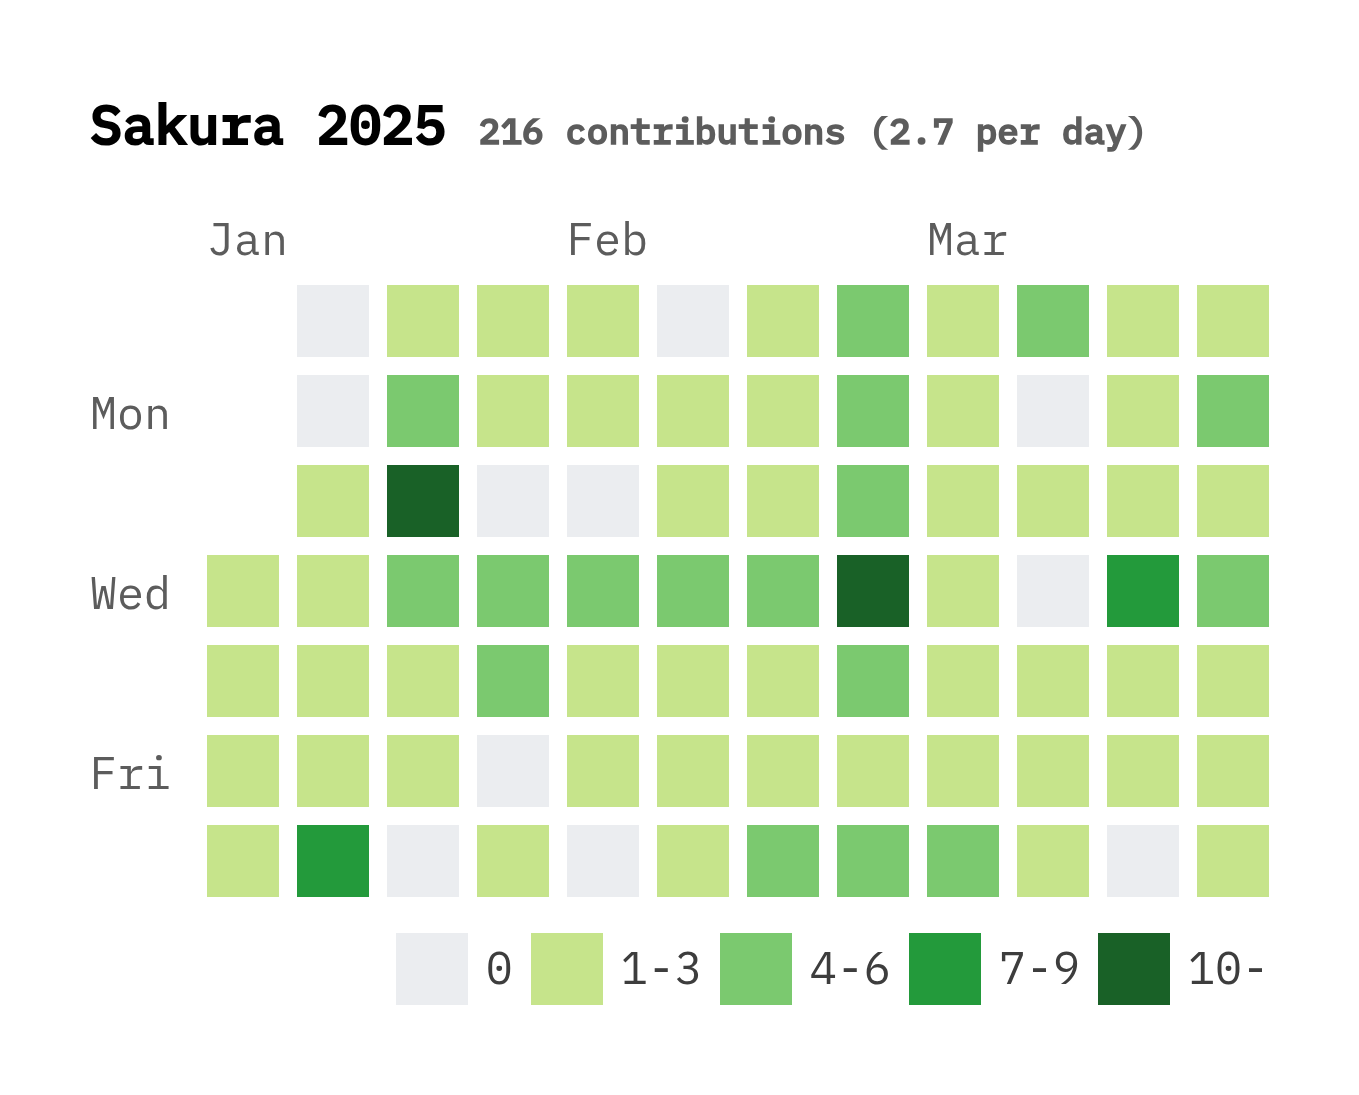 Sakura 2025 216 contributions (2.7 per day)
Jan Feb Mar
Mon
Wed
Fri
0 1-3 4-6 7-9 10-